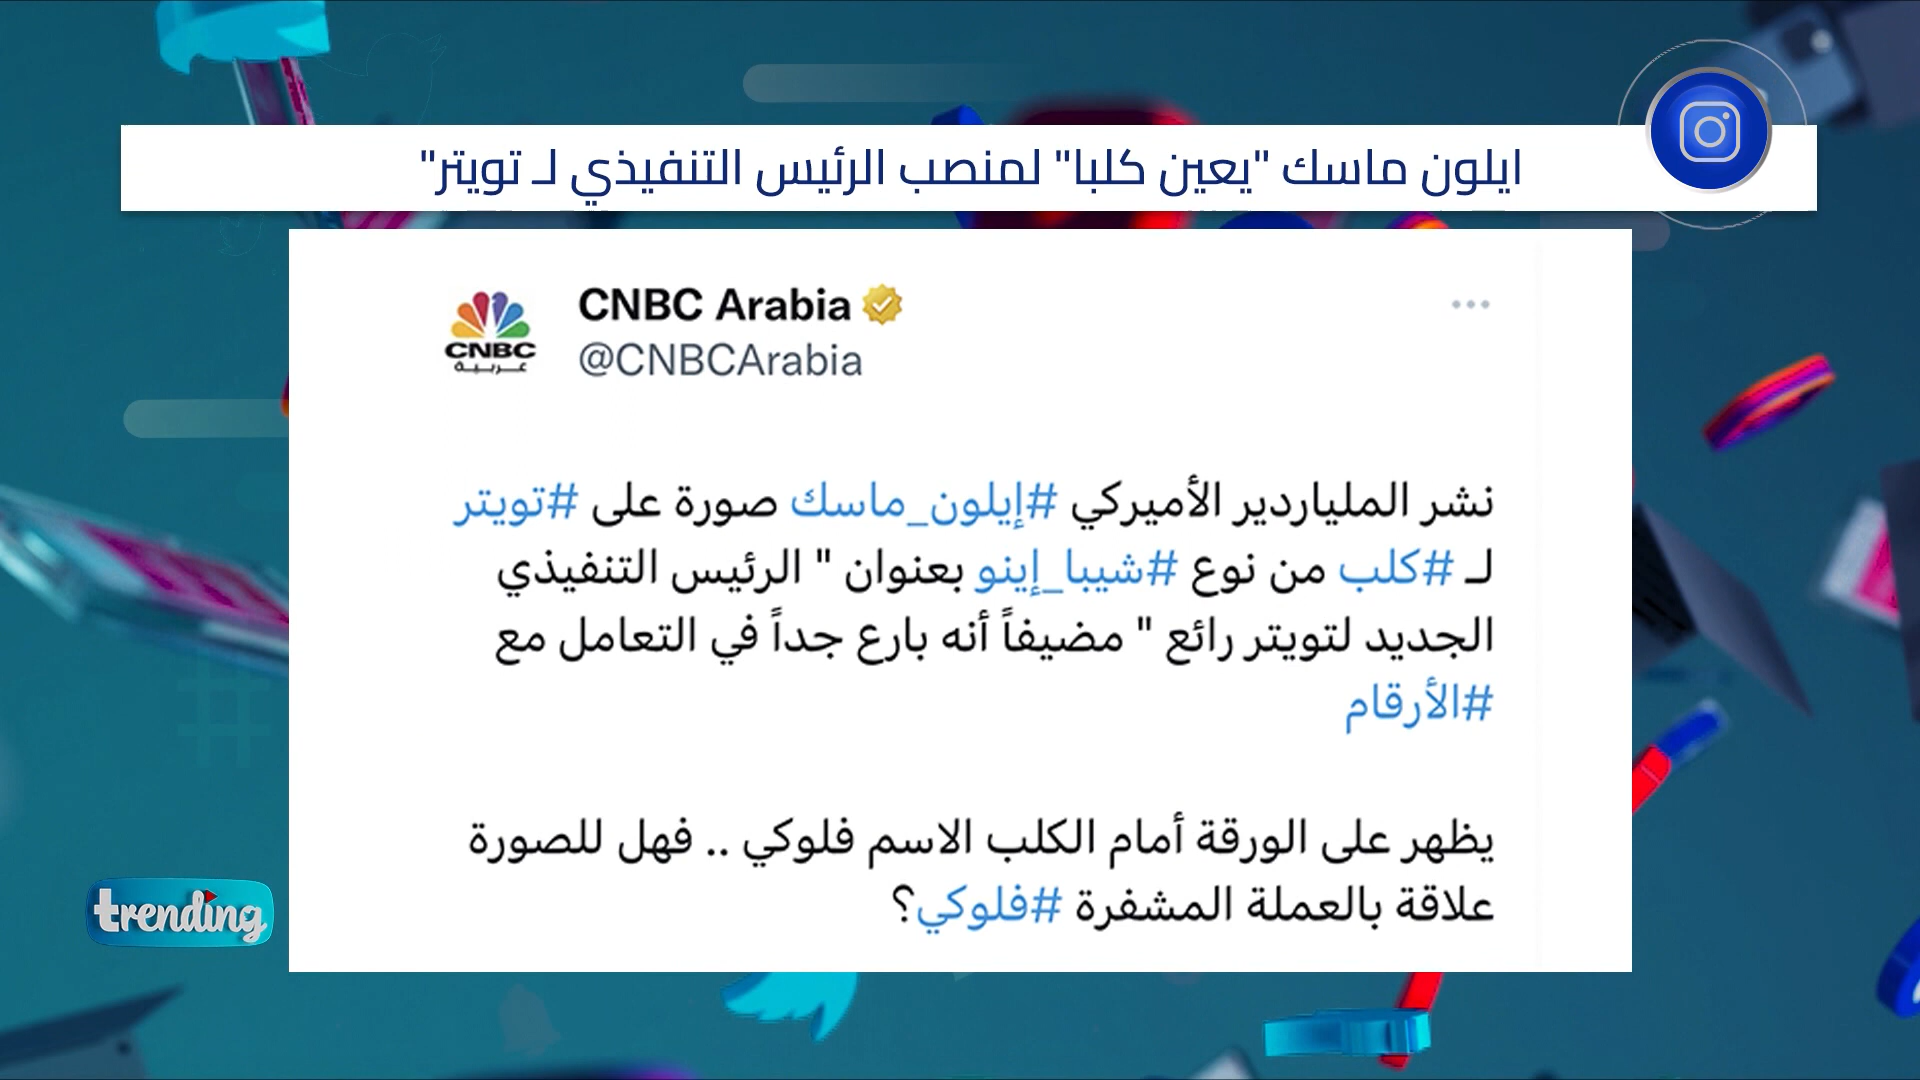 ايلون ماسك "يعين كلبا" لمنصب الرئيس التنفيذي لـ تويتر"
CNBC Arabia
@CNBCArabia
CNBC
عربية
نشر الملياردير الأميركي #إيلون_ماسك صورة على #تويتر
لـ #كلب من نوع #شيبا_إينو بعنوان " الرئيس التنفيذي
الجديد لتويتر رائع " مضيفاً أنه بارع جداً في التعامل مع
#الأرقام
يظهر على الورقة أمام الكلب الاسم فلوكي .. فهل للصورة
علاقة بالعملة المشفرة #فلوكي؟
trending